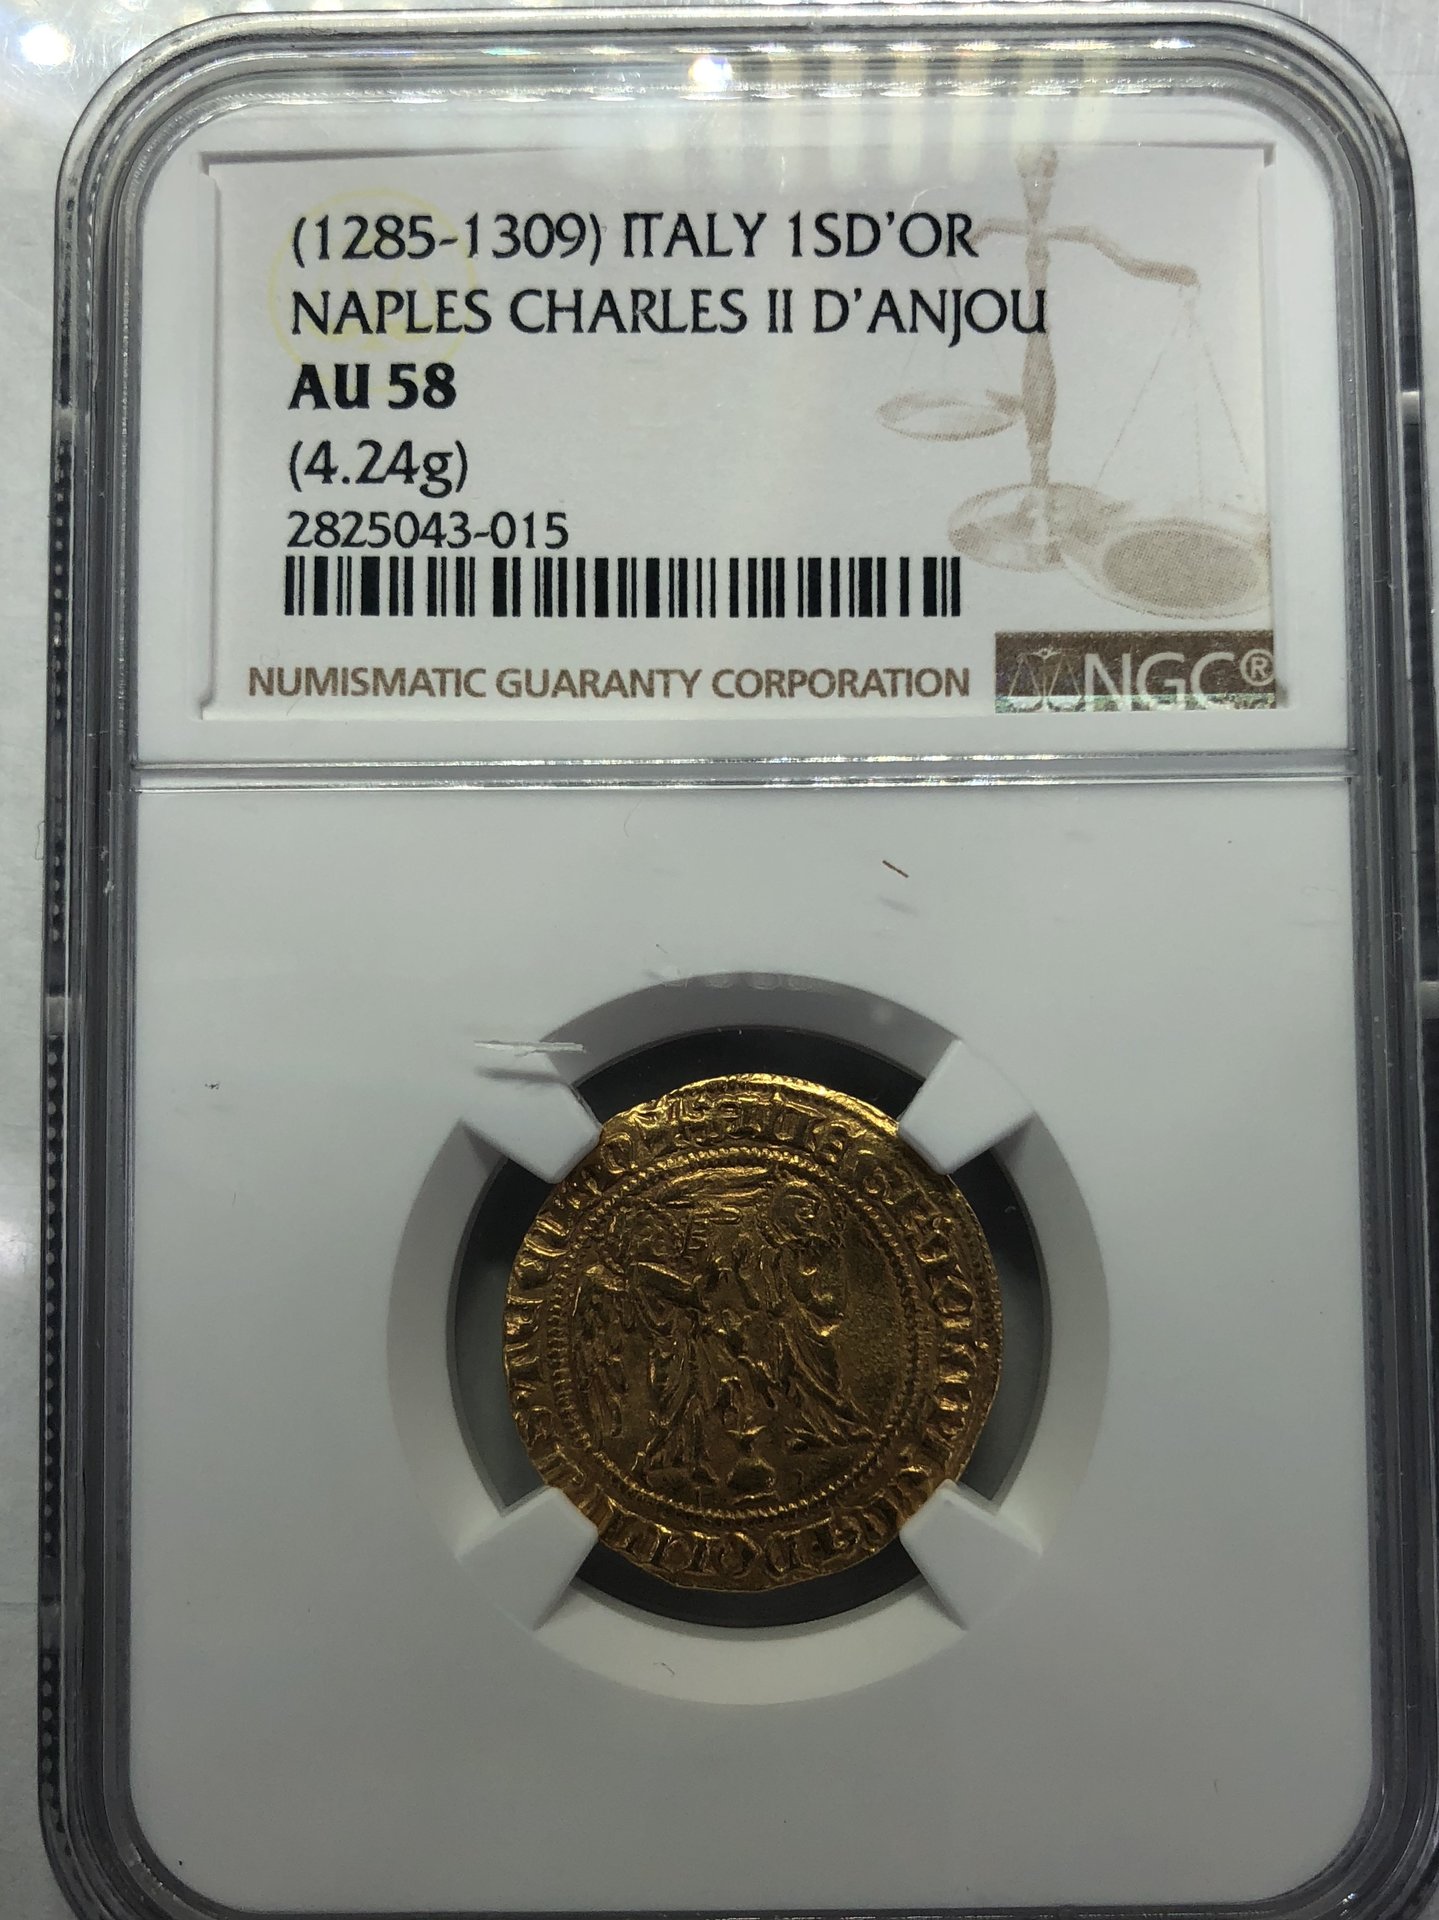 (1285-1309) ITALY 1SD'OR
NAPLES CHARLES II D'ANJOU
AU 58
(4.24g)
2825043-015
NUMISMATIC GUARANTY CORPORATION
NGC®